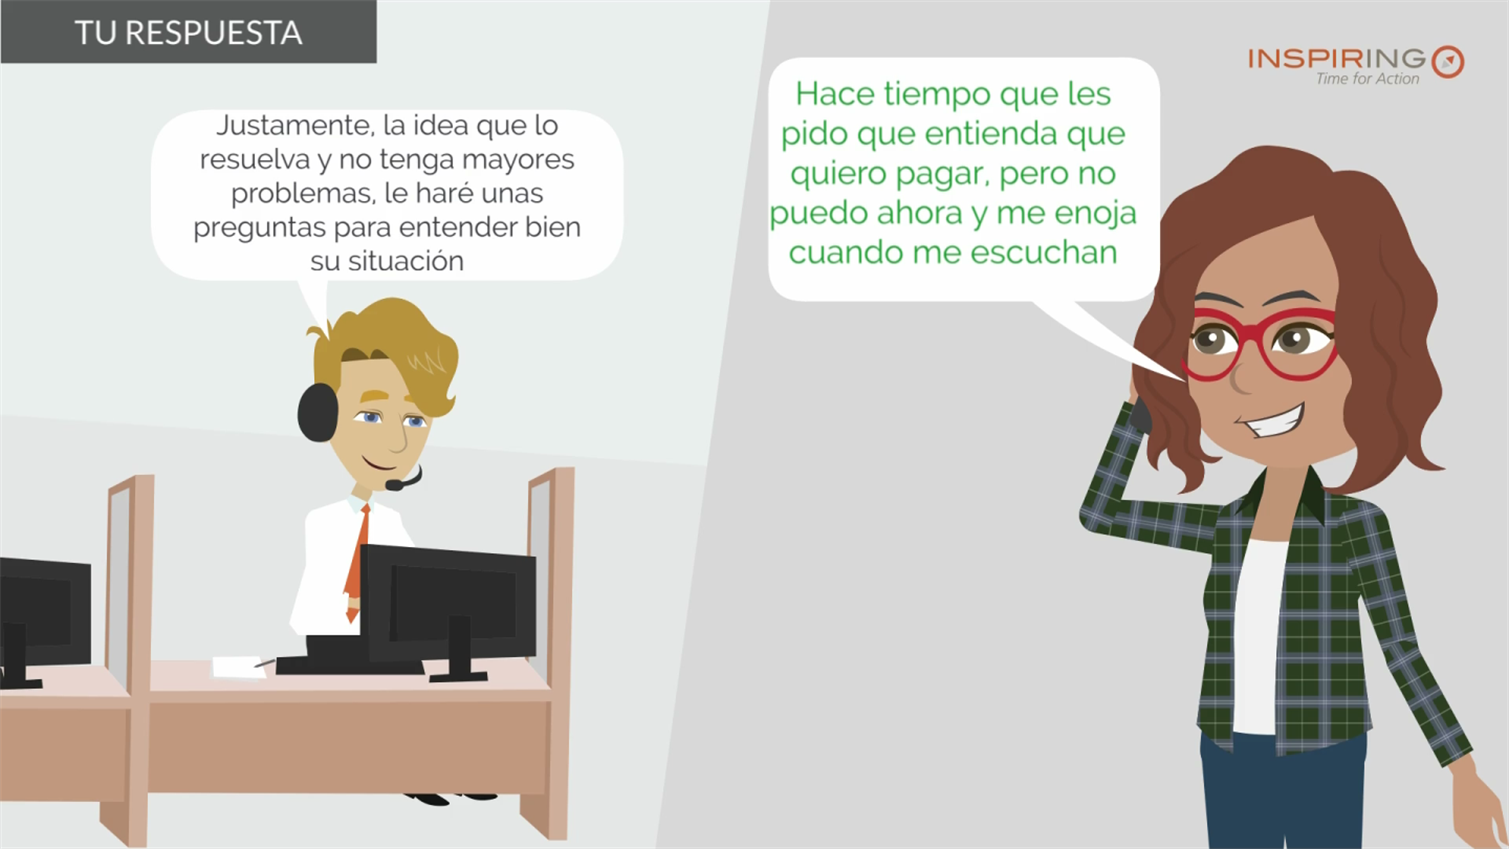 TU RESPUESTA
INSPIRING
Time for Action
Justamente, la idea que lo
resuelva y no tenga mayores
problemas, le haré unas
preguntas para entender bien
su situación
Hace tiempo que les
pido que entienda que
quiero pagar, pero no
puedo ahora y me enoja
cuando me escuchan